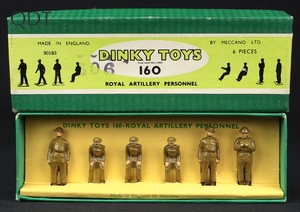 QDT
MADE IN ENGLAND
BY MECCANO LTD.
50183
DINKY TOYS
6 PIECES
160
ROYAL ARTILLERY PERSONNEL
DINKY TOYS 160-ROYAL ARTILLERY PERSONNEL